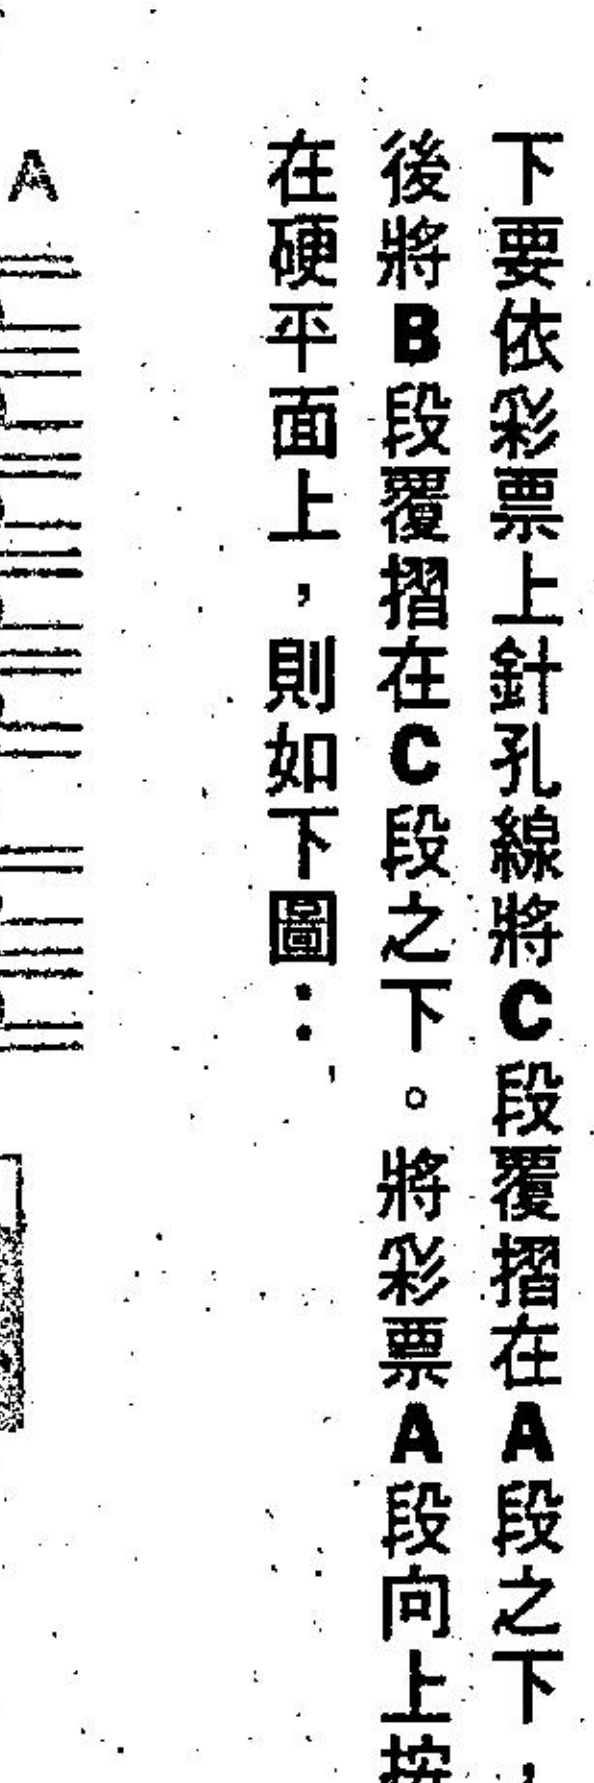 下要依彩票上針孔線將C段覆摺在A段之下，
後將B段覆摺在C段之下。將彩票A段向上按
在硬平面上，則如下圖：
A